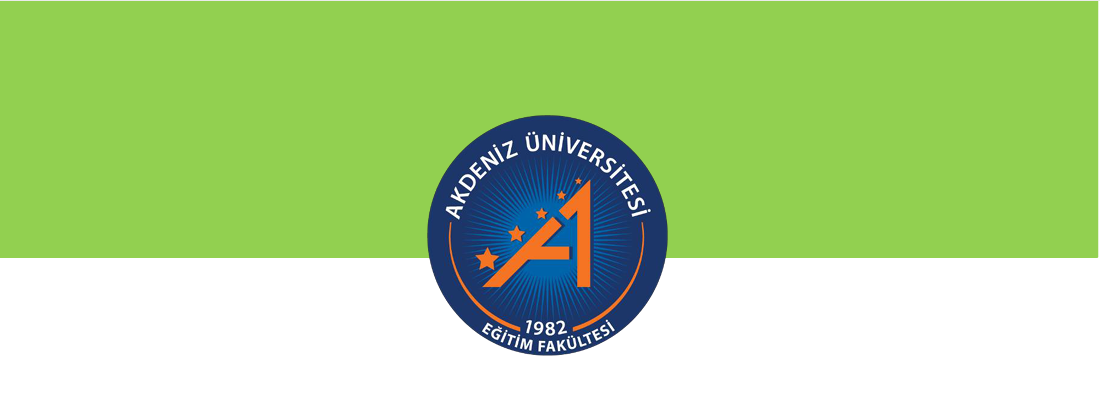 AKDENİZ ÜNİVERSİTESİ
1982
EĞİTİM FAKÜLTESİ